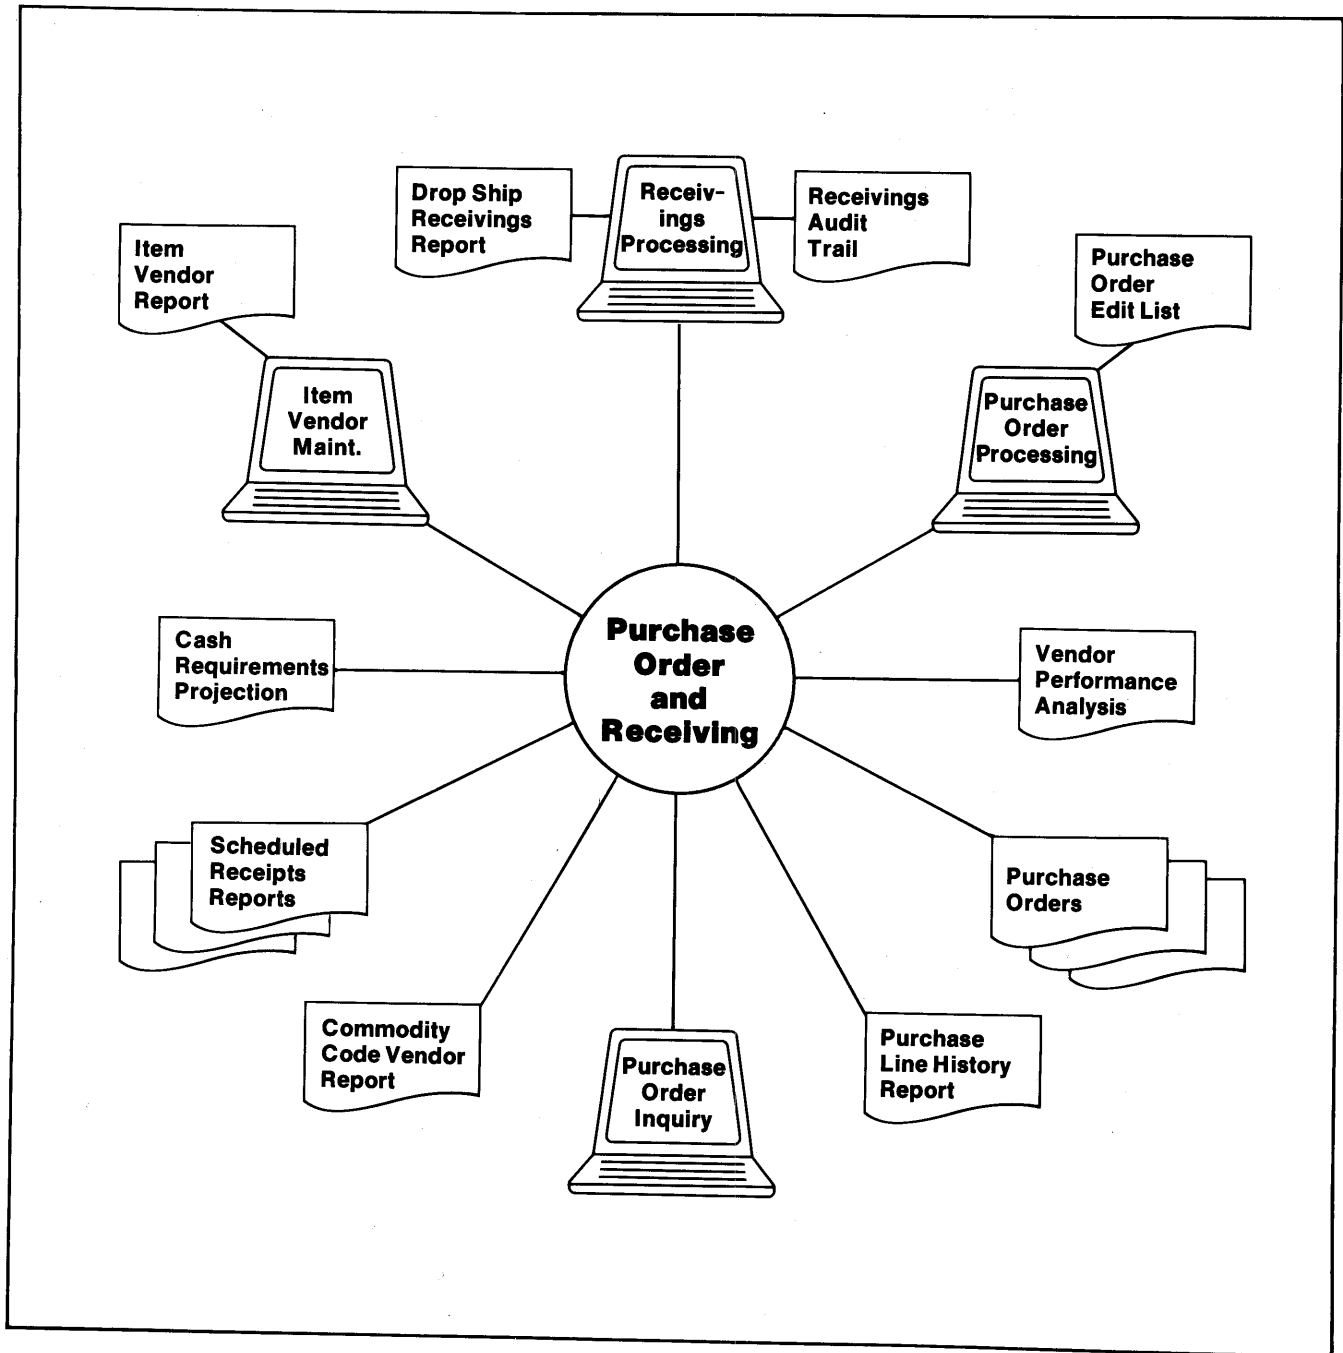 Drop Ship
Receivings
Report
Receiv-
ings
Processing
Receivings
Audit
Trail
Item
Vendor
Report
Purchase
Order
Edit List
Item
Vendor
Maint.
Purchase
Order
Processing
Purchase
Order
and
Receiving
Cash
Requirements
Projection
Vendor
Performance
Analysis
Scheduled
Receipts
Reports
Purchase
Orders
Commodity
Code Vendor
Report
Purchase
Order
Inquiry
Purchase
Line History
Report